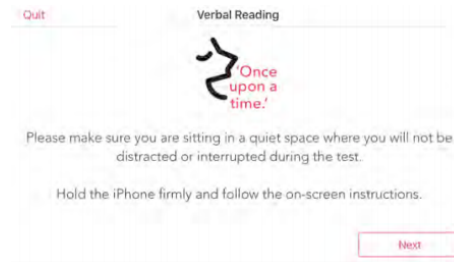 Quit
Verbal Reading
'Once
upon a
time.'
Please make sure you are sitting in a quiet space where you will not be
distracted or interrupted during the test.
Hold the iPhone firmly and follow the on-screen instructions.
Next